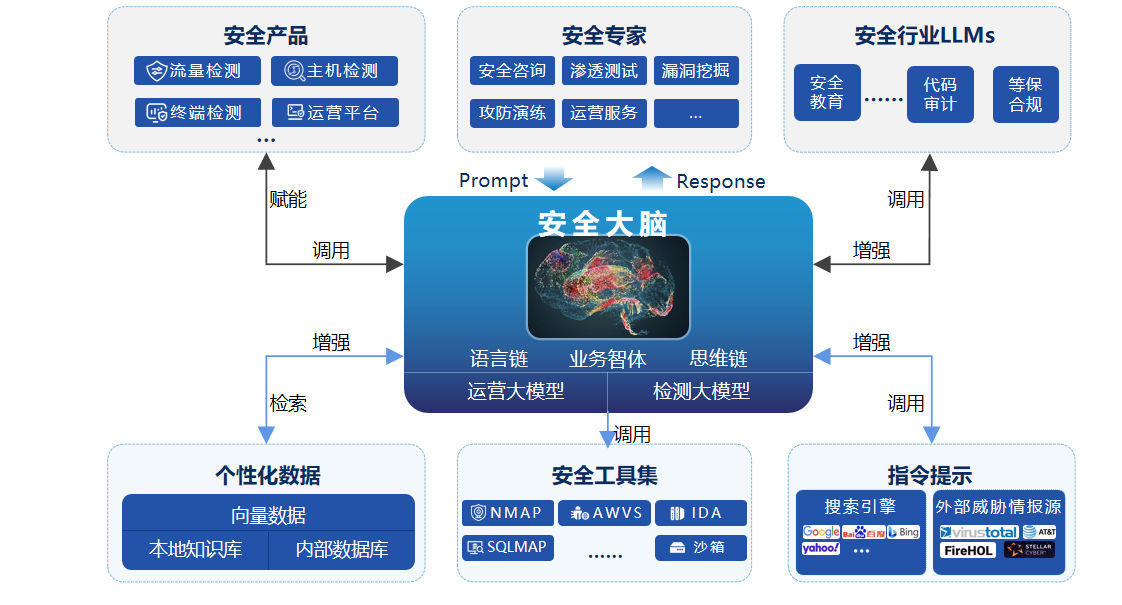 安全产品
流量检测
主机检测
终端检测
运营平台
...
安全专家
安全咨询
渗透测试
漏洞挖掘
攻防演练
运营服务
...
安全行业LLMs
安全
教育
......
代码
审计
等保
合规
Prompt
Response
赋能
调用
调用
增强
安全大脑
语言链
业务智体
思维链
运营大模型
检测大模型
增强
检索
增强
调用
调用
个性化数据
向量数据
本地知识库
内部数据库
安全工具集
NMAP
AWVS
IDA
SQLMAP
......
沙箱
指令提示
搜索引擎
Google
Bai百度
Bing
yahoo!
...
外部威胁情报源
virustotal
AT&T
FireHOL
STELLAR
CYBER